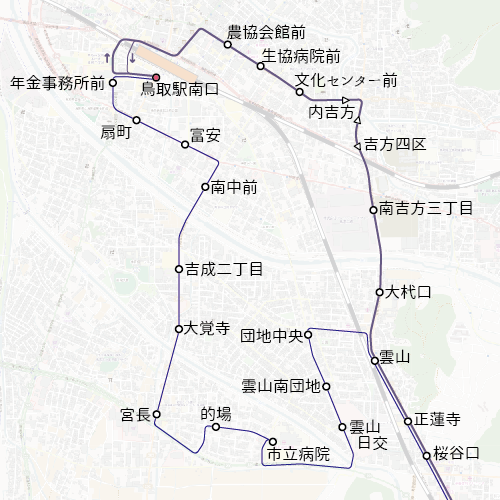 農協会館前
生協病院前
文化センター前
内吉方
吉方四区
↑
↓
年金事務所前
鳥取駅南口
扇町
富安
南中前
南吉方三丁目
吉成二丁目
大杙口
大覚寺
団地中央
雲山
雲山南団地
宮長
的場
雲山
日交
正蓮寺
市立病院
桜谷口